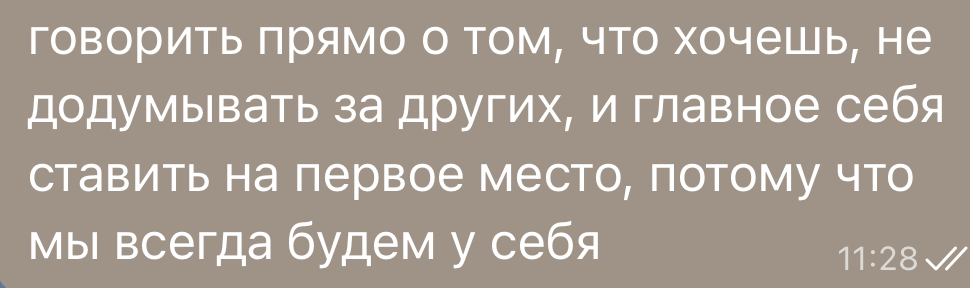 говорить прямо о том, что хочешь, не
додумывать за других, и главное себя
ставить на первое место, потому что
мы всегда будем у себя
11:28